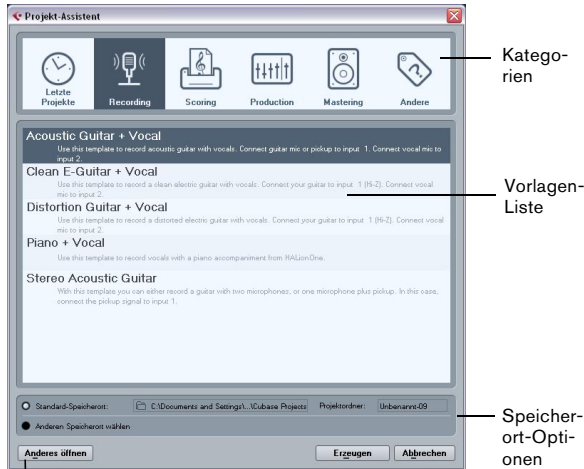 Projekt-Assistent
Letzte
Projekte
Recording
Scoring
Production
Mastering
Andere
Katego-
rien
Acoustic Guitar + Vocal
Use this template to record acoustic guitar with vocals. Connect guitar mic or pickup to input 1. Connect vocal mic to
input 2.
Clean E-Guitar + Vocal
Use this template to record a clean electric guitar with vocals. Connect your guitar to input 1 (Hi-Z). Connect vocal
mic to input 2.
Distortion Guitar + Vocal
Use this template to record a distorted electric guitar with vocals. Connect your guitar to input 1 (Hi-Z). Connect vocal
mic to input 2.
Piano + Vocal
Use this template to record vocals with a piano accompaniment from HALionOne.
Stereo Acoustic Guitar
With this template you can either record a guitar with two microphones, or one microphone plus pickup. In this case,
connect the pickup signal to input 1.
Vorlagen-
Liste
Standard-Speicherort:
C:\Documents and Settings\...\Cubase Projects
Projektordner:
Unbenannt-09
Anderen Speicherort wählen
Speicher-
ort-Opti-
onen
Anderes öffnen
Erzeugen
Abbrechen